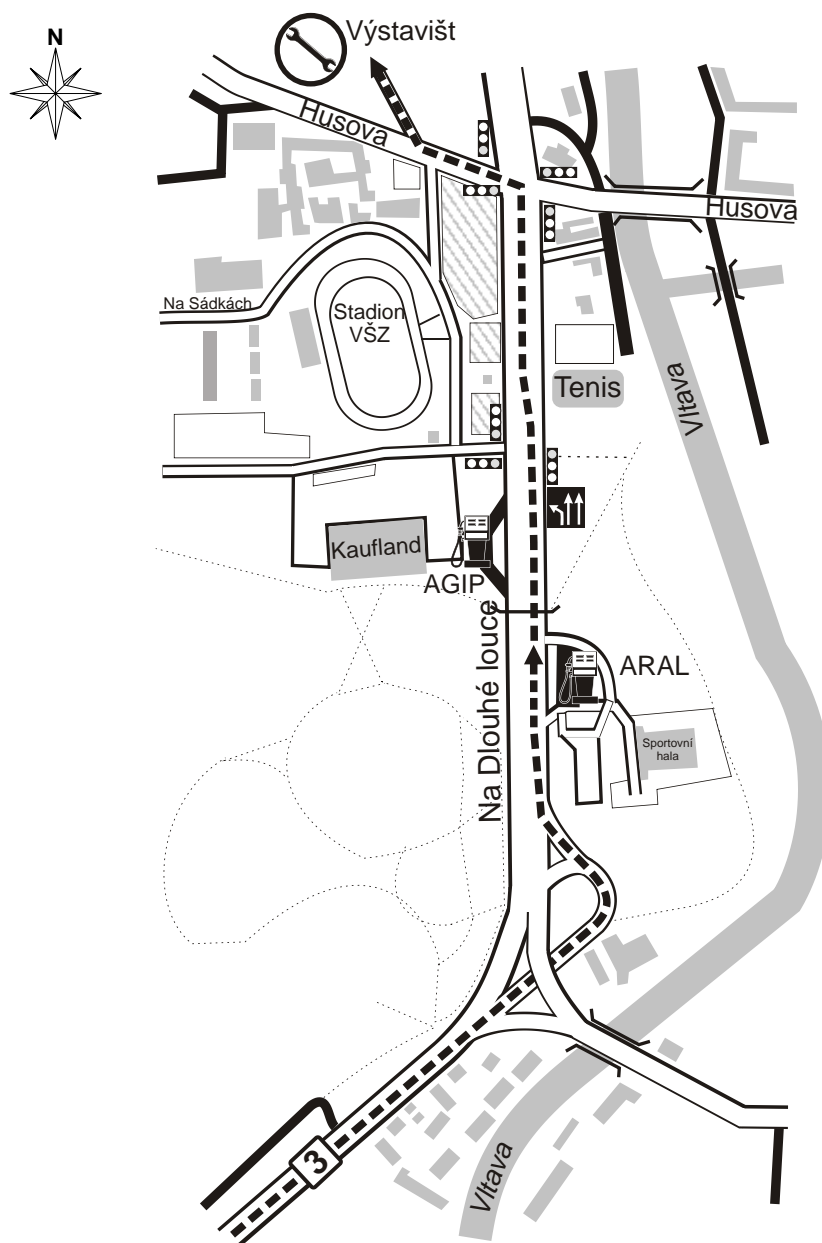 N
Výstavišt
Husova
Husova
Na Sádkách
Stadion
VŠZ
Tenis
Vltava
Kaufland
AGIP
Na Dlouhé louce
ARAL
Sportovní
hala
3
Vltava